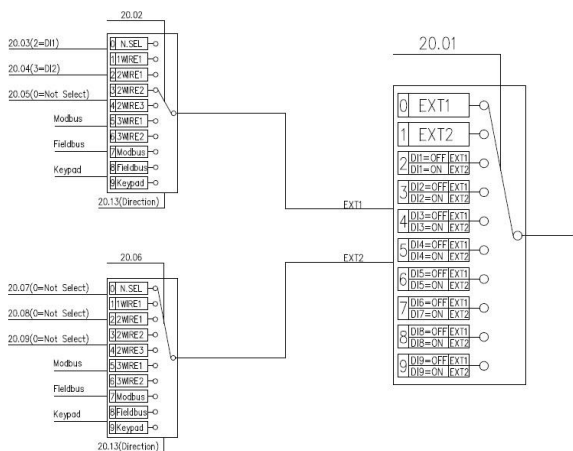 20.02
20.03(2=DI1)
20.04(3=DI2)
20.05(0=Not Select)
Modbus
Fieldbus
Keypad
0 N.SEL
1 1WIRE1
2 2WIRE1
3 2WIRE2
4 2WIRE3
5 3WIRE1
6 3WIRE2
7 Modbus
8 Fieldbus
9 Keypad
20.13(Direction)
EXT1
20.06
20.07(0=Not Select)
20.08(0=Not Select)
20.09(0=Not Select)
Modbus
Fieldbus
Keypad
0 N.SEL
1 1WIRE1
2 2WIRE1
3 2WIRE2
4 2WIRE3
5 3WIRE1
6 3WIRE2
7 Modbus
8 Fieldbus
9 Keypad
20.13(Direction)
EXT2
20.01
0 EXT1
1 EXT2
2 DI1=OFF EXT1
DI1=ON EXT2
3 DI2=OFF EXT1
DI2=ON EXT2
4 DI3=OFF EXT1
DI3=ON EXT2
5 DI4=OFF EXT1
DI4=ON EXT2
6 DI5=OFF EXT1
DI5=ON EXT2
7 DI6=OFF EXT1
DI7=ON EXT2
8 DI8=OFF EXT1
DI8=ON EXT2
9 DI9=OFF EXT1
DI9=ON EXT2